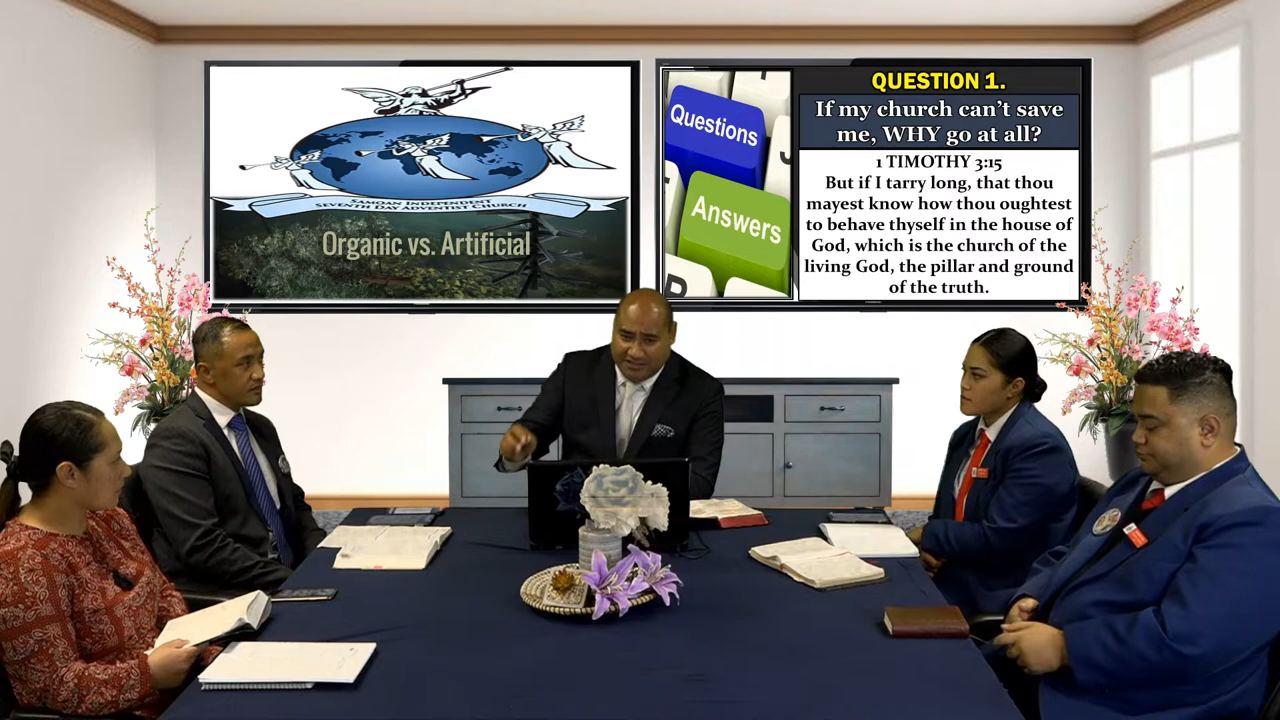 SAMOAN INDEPENDENT
SEVENTH DAY ADVENTIST CHURCH
Organic vs. Artificial
Questions
Answers
QUESTION 1.
If my church can't save
me, WHY go at all?
1 TIMOTHY 3:15
But if I tarry long, that thou
mayest know how thou oughtest
to behave thyself in the house of
God, which is the church of the
living God, the pillar and ground
of the truth.